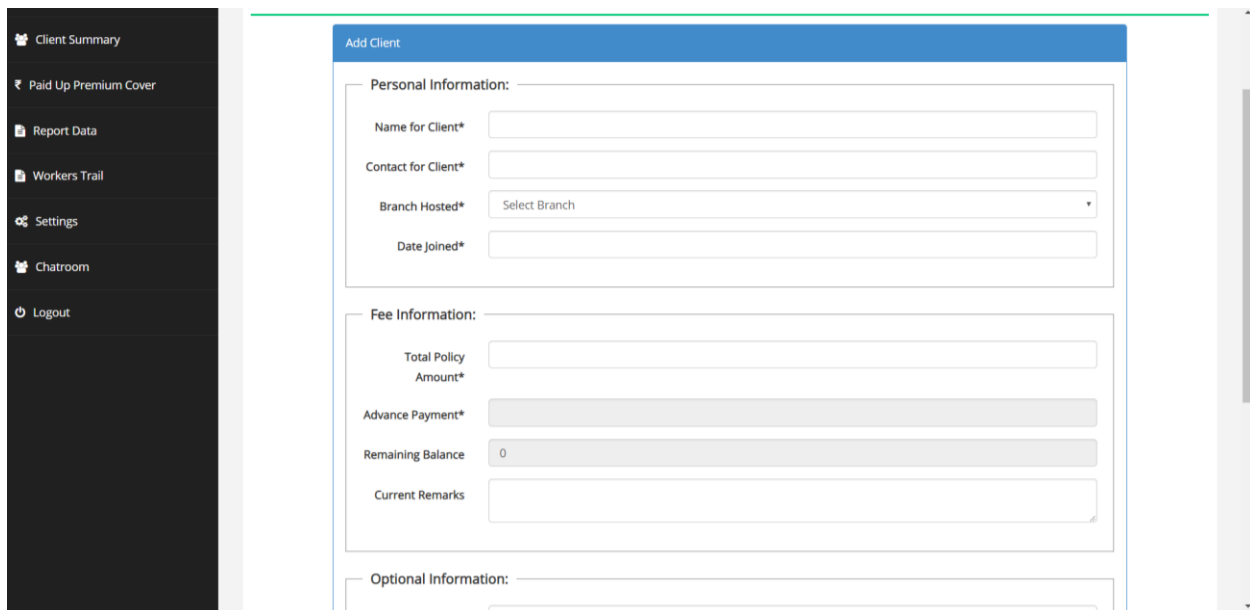 Client Summary
₹ Paid Up Premium Cover
Report Data
Workers Trail
Settings
Chatroom
Logout
Add Client
Personal Information:
Name for Client*
Contact for Client*
Branch Hosted*
Select Branch
Date Joined*
Fee Information:
Total Policy
Amount*
Advance Payment*
Remaining Balance
0
Current Remarks
Optional Information: